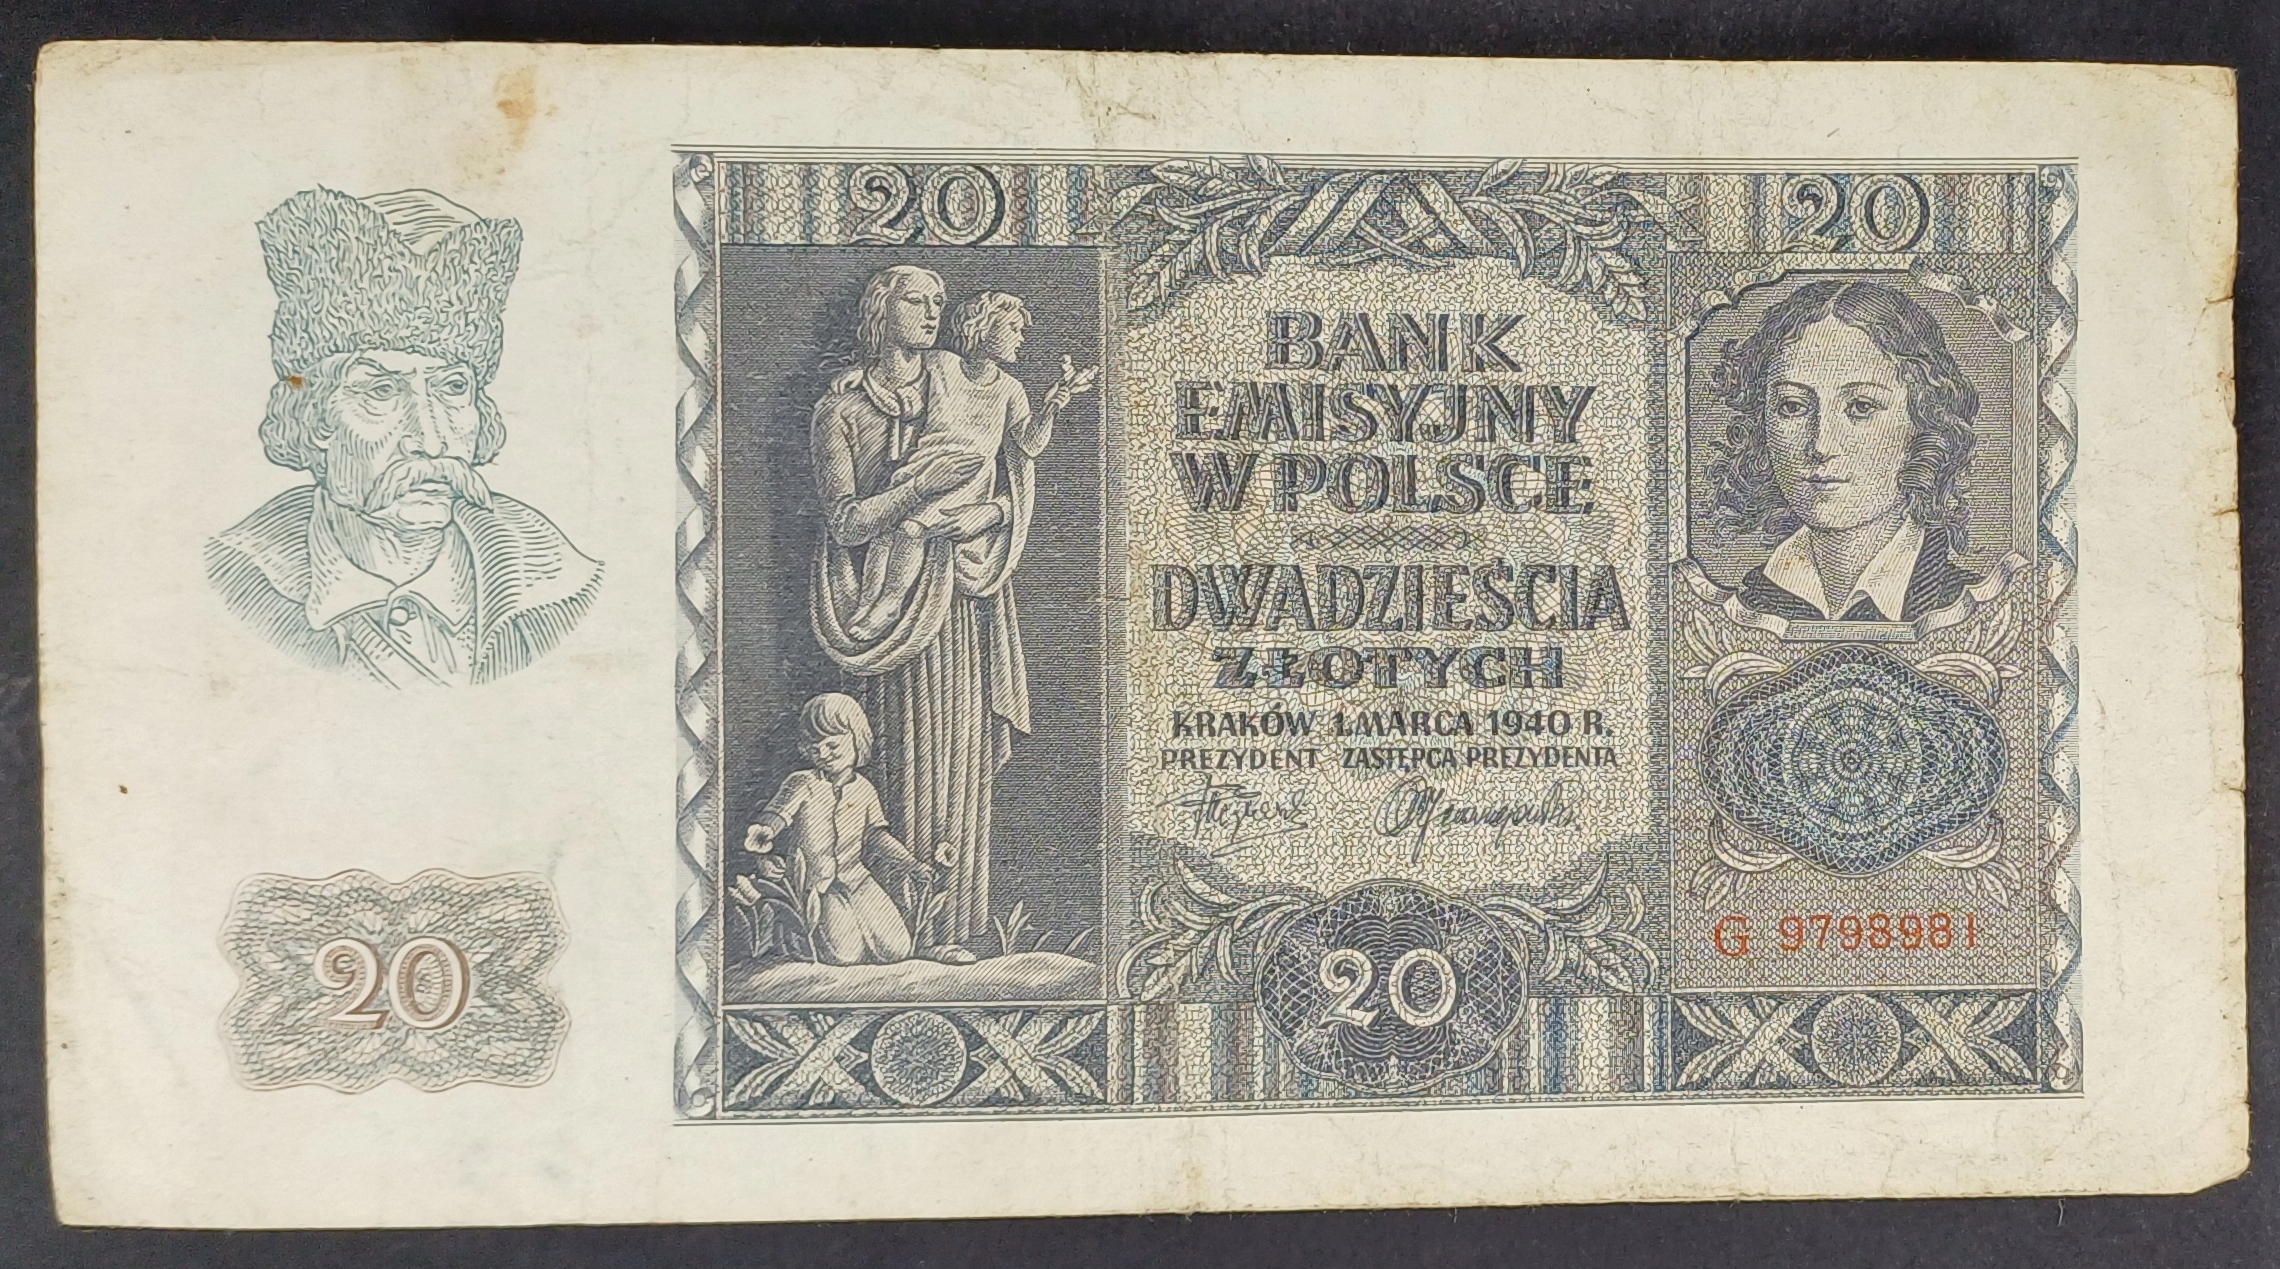 20
20
BANK
EMISYJNY
W POLSCE
DWADZIEŚCIA
ZŁOTYCH
KRAKÓW 1.MARCA 1940 R.
PREZYDENT ZASTĘPCA PREZYDENTA
G 9798981
20
20